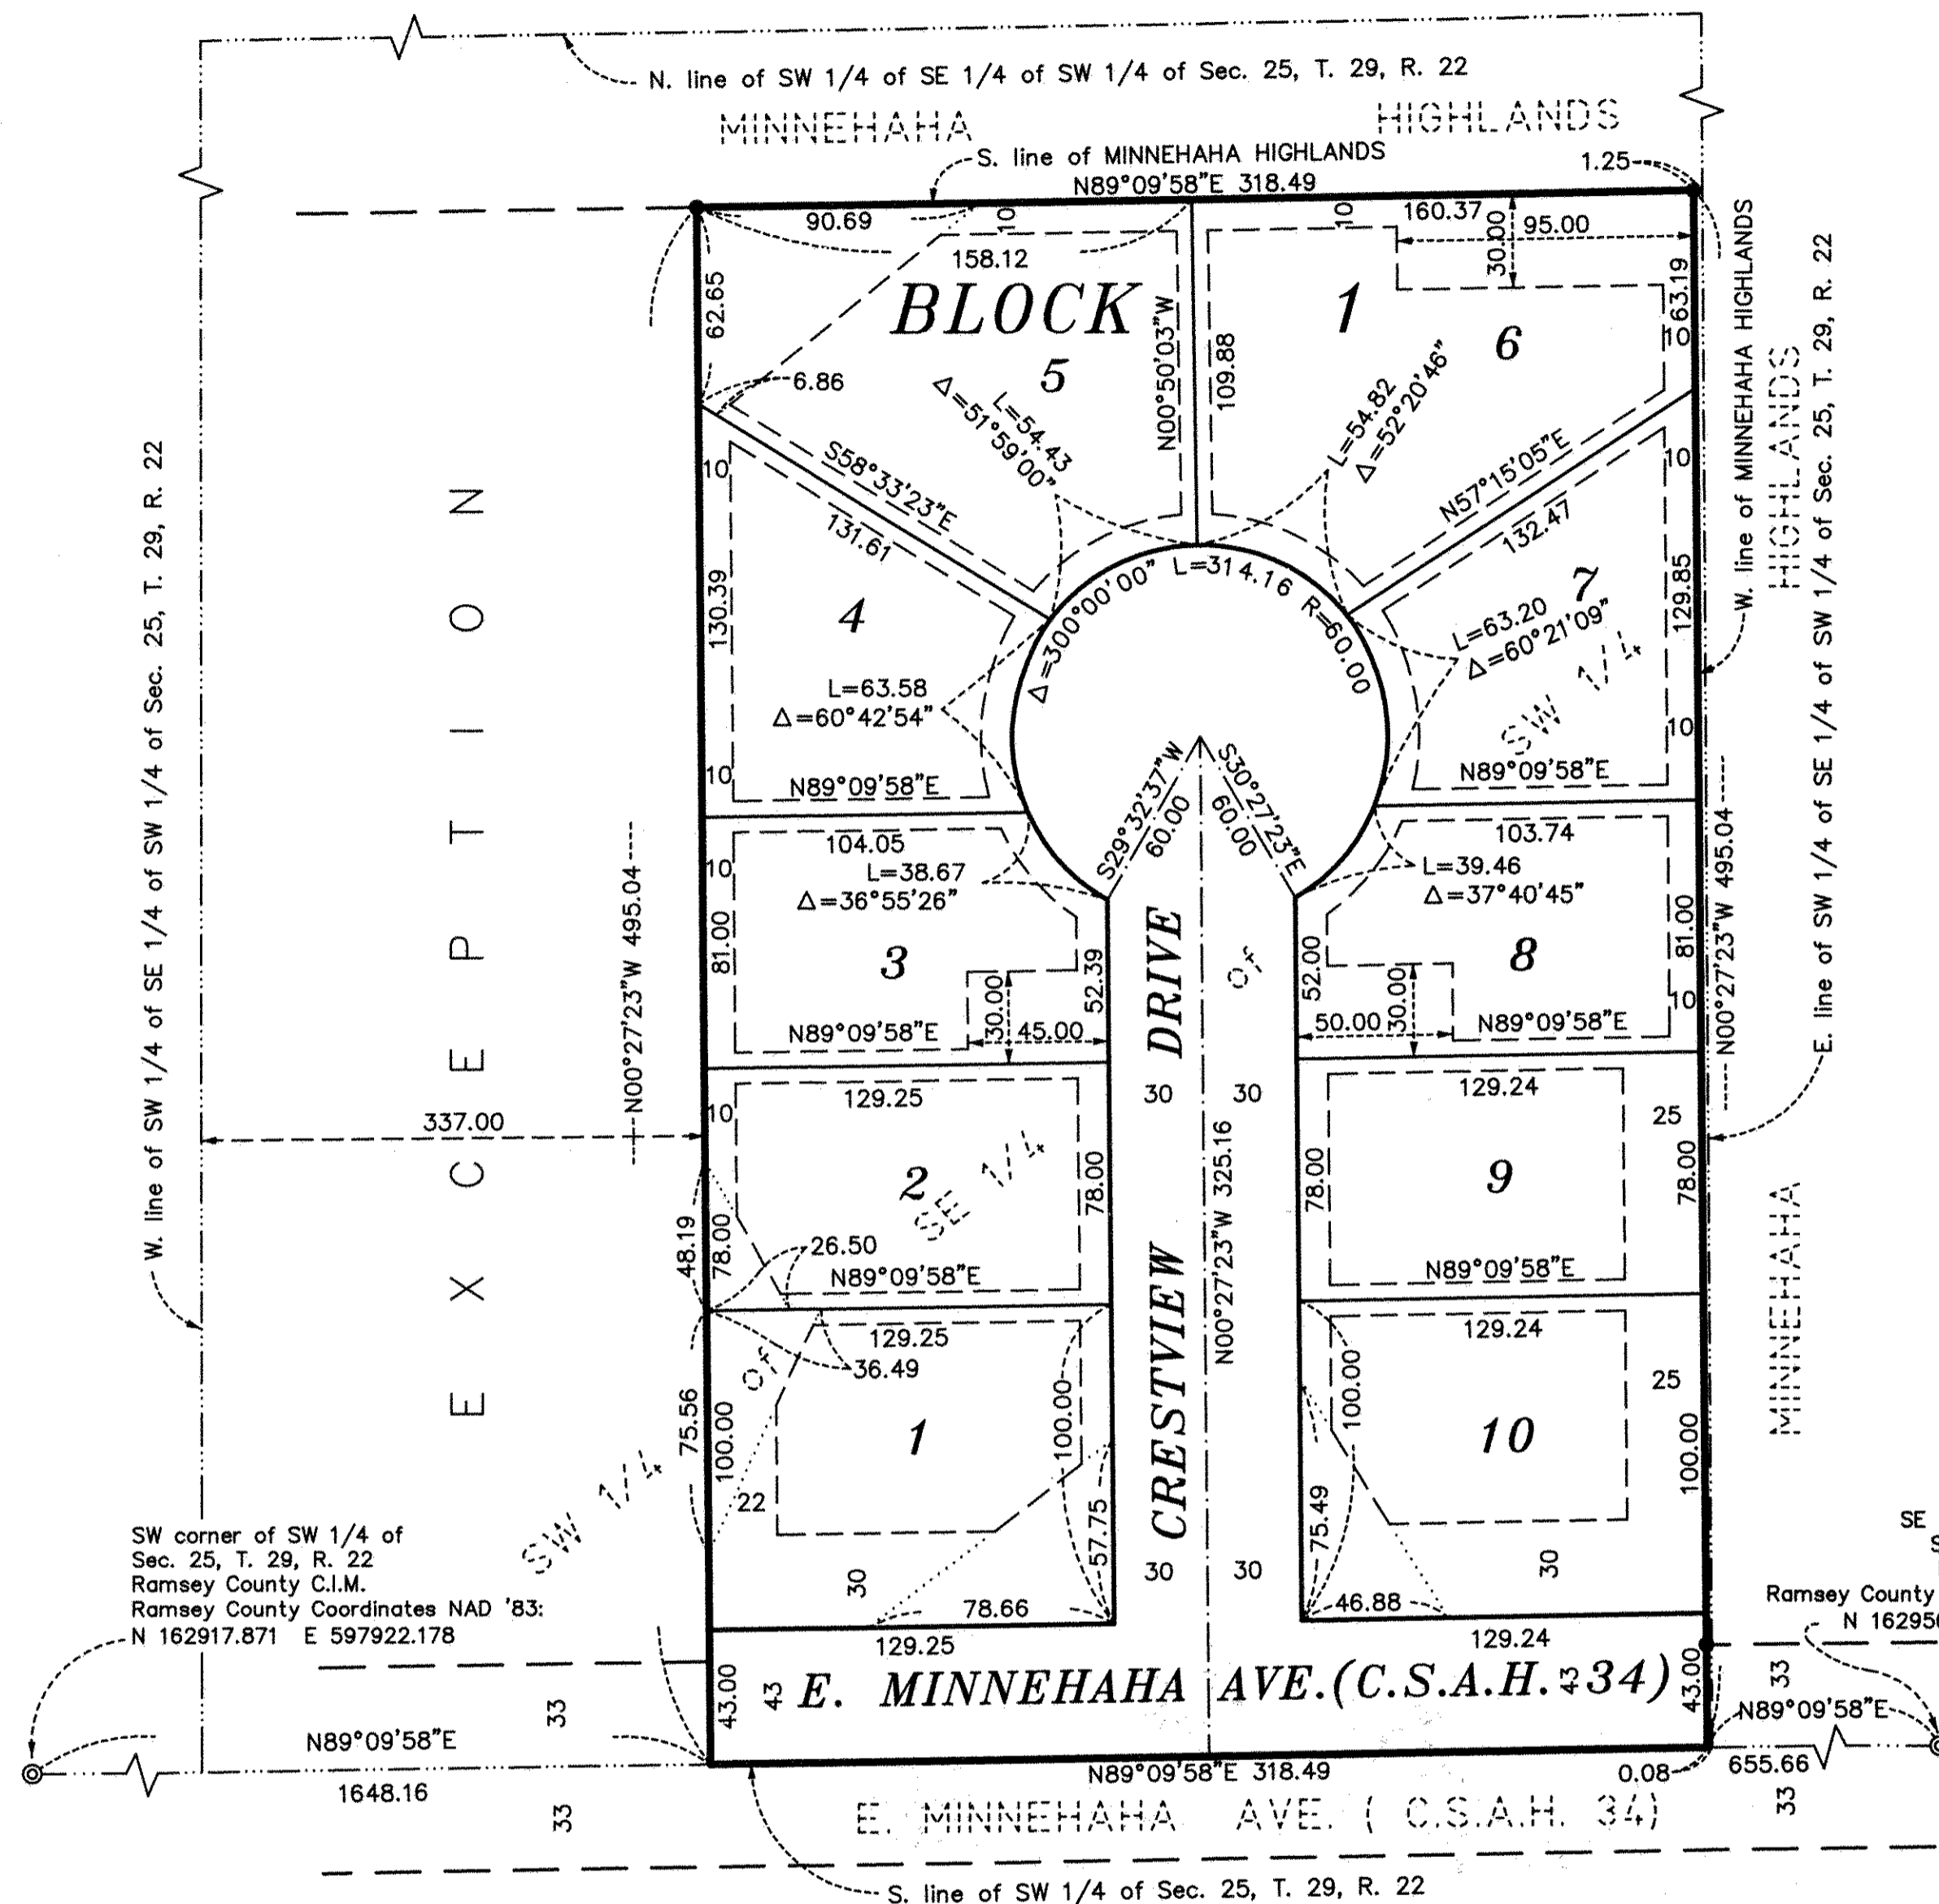 N. line of SW 1/4 of SE 1/4 of SW 1/4 of Sec. 25, T. 29, R. 22
MINNEHAHA HIGHLANDS
S. line of MINNEHAHA HIGHLANDS
1.25
N89°09'58"E 318.49
90.69
10
10
160.37
95.00
30.00
158.12
62.65
63.19
10
BLOCK 1
5
6
6.86
109.88
N00°50'03"W
L=54.43
Δ=51°59'00"
L=54.82
Δ=52°20'46"
W. line of MINNEHAHA HIGHLANDS
HIGHLANDS
E. line of SW 1/4 of SE 1/4 of SW 1/4 of Sec. 25, T. 29, R. 22
W. line of SW 1/4 of SE 1/4 of SW 1/4 of Sec. 25, T. 29, R. 22
EXCEPTION
10
S58°33'23"E
131.61
N57°15'05"E
132.47
10
130.39
4
Δ=300°00'00" L=314.16 R=60.00
7
129.85
L=63.20
Δ=60°21'09"
SW 1/4
L=63.58
Δ=60°42'54"
10
10
N89°09'58"E
N89°09'58"E
S29°32'37"W
60.00
S30°27'23"E
60.00
104.05
103.74
10
L=38.67
Δ=36°55'26"
L=39.46
Δ=37°40'45"
N00°27'23"W 495.04
N00°27'23"W 495.04
81.00
3
52.39
52.00
8
81.00
10
Of
30.00
45.00
N89°09'58"E
50.00
30.00
N89°09'58"E
CRESTVIEW DRIVE
30
30
10
129.25
129.24
25
337.00
2
SE 1/4
78.00
N00°27'23"W 325.16
78.00
9
78.00
48.19
78.00
26.50
N89°09'58"E
N89°09'58"E
MINNEHAHA
129.25
129.24
36.49
Of
75.56
100.00
1
100.00
100.00
10
25
100.00
SW 1/4
22
57.75
75.49
30
30
30
30
78.66
46.88
129.25
129.24
SW corner of SW 1/4 of
Sec. 25, T. 29, R. 22
Ramsey County C.I.M.
Ramsey County Coordinates NAD '83:
N 162917.871 E 597922.178
SE
S
Ramsey County
N 16295
43.00
43
E. MINNEHAHA AVE. (C.S.A.H. 34)
43
43.00
33
33
N89°09'58"E
N89°09'58"E
1648.16
N89°09'58"E 318.49
0.08
655.66
33
33
E. MINNEHAHA AVE. ( C.S.A.H. 34)
S. line of SW 1/4 of Sec. 25, T. 29, R. 22